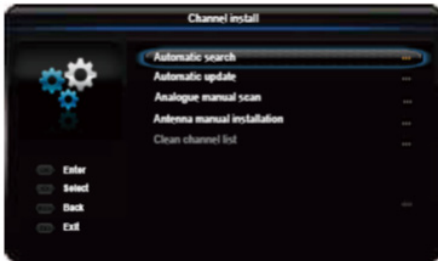 Channel install
Automatic search ...
Automatic update ...
Analogue manual scan ...
Antenna manual installation ...
Clean channel list ...
Enter
Select
Back
Exit